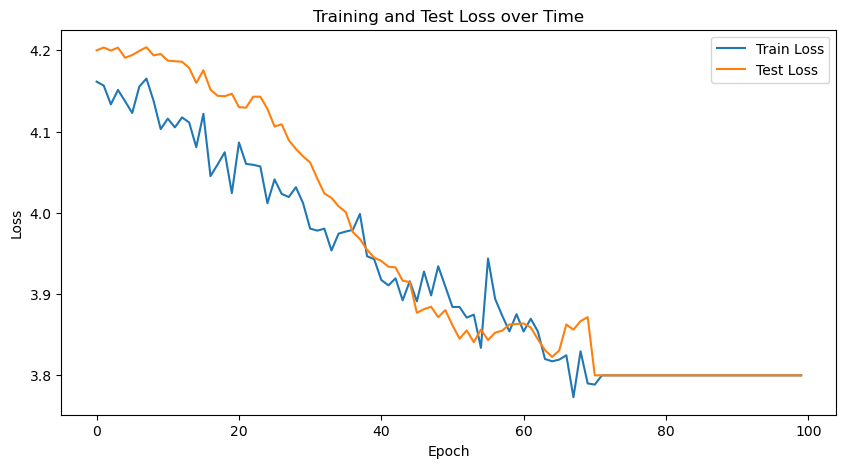 Training and Test Loss over Time
Train Loss
Test Loss
4.2
4.1
4.0
3.9
3.8
Loss
0 20 40 60 80 100
Epoch